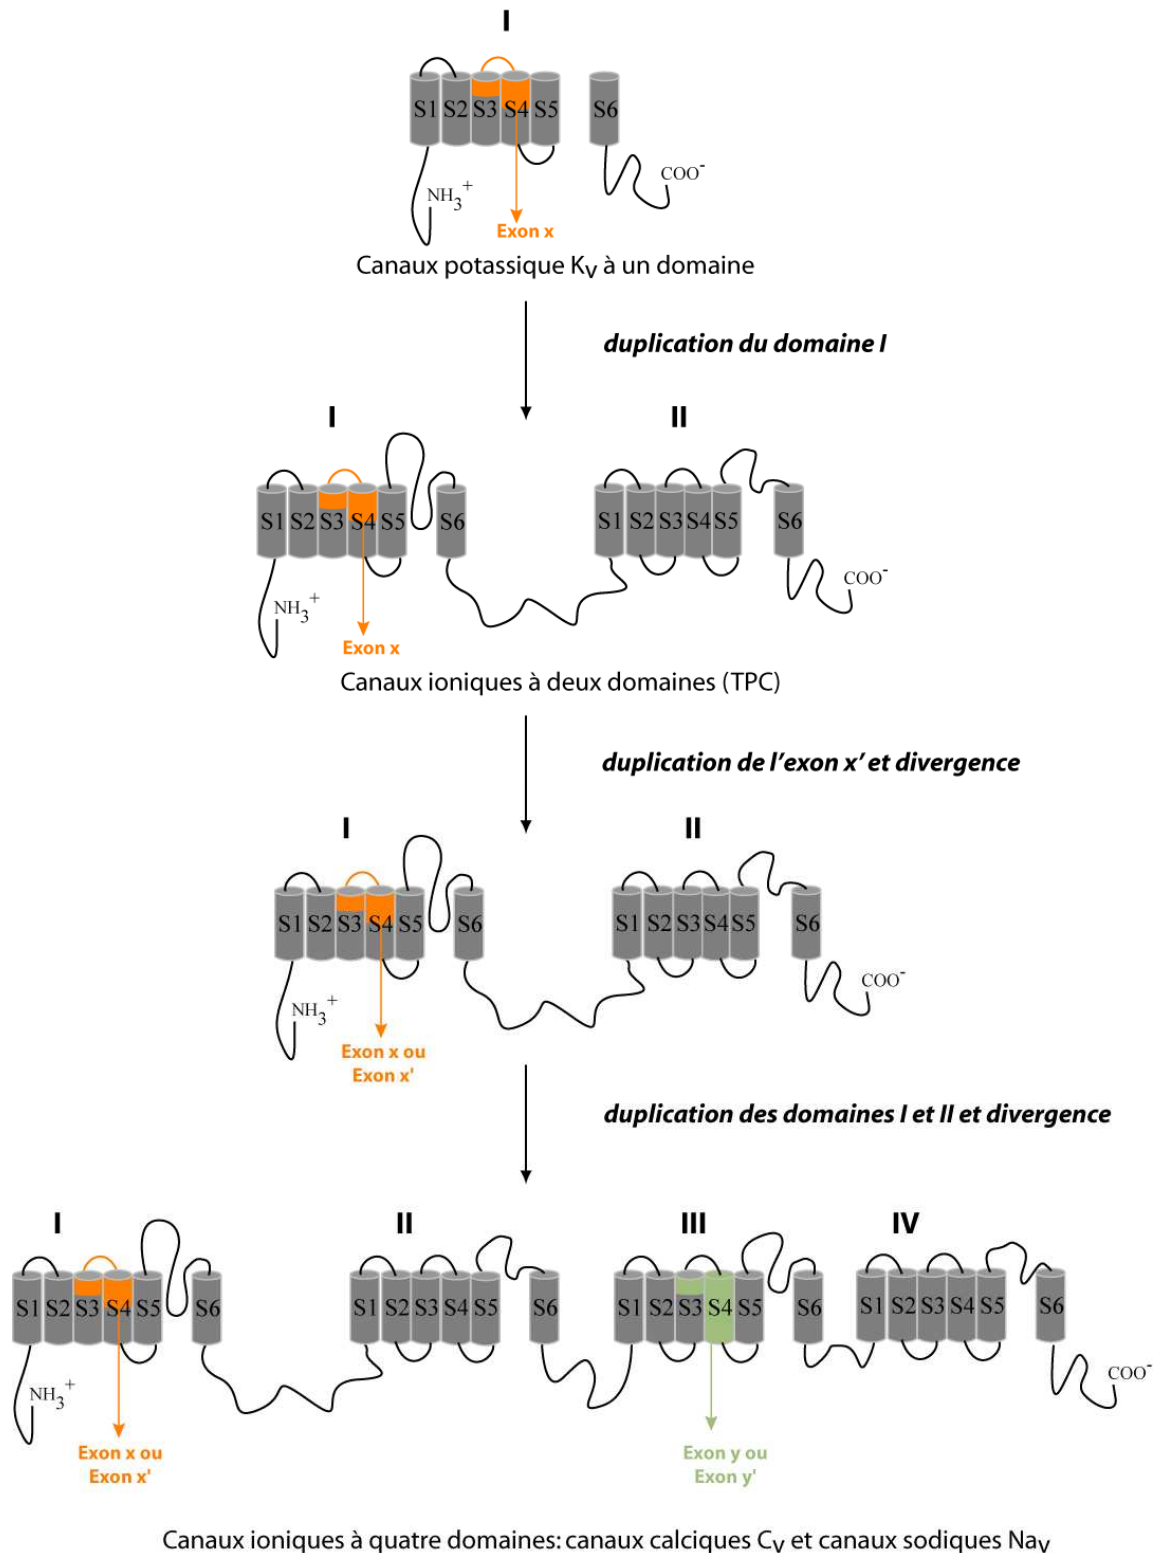 I
S1 S2 S3 S4 S5 S6
NH3+ COO-
Exon x
Canaux potassique KV à un domaine
duplication du domaine I
I II
S1 S2 S3 S4 S5 S6 S1 S2 S3 S4 S5 S6
NH3+ COO-
Exon x
Canaux ioniques à deux domaines (TPC)
duplication de l'exon x' et divergence
I II
S1 S2 S3 S4 S5 S6 S1 S2 S3 S4 S5 S6
NH3+ COO-
Exon x ou
Exon x'
duplication des domaines I et II et divergence
I II III IV
S1 S2 S3 S4 S5 S6 S1 S2 S3 S4 S5 S6 S1 S2 S3 S4 S5 S6 S1 S2 S3 S4 S5 S6
NH3+ COO-
Exon x ou
Exon x'
Exon y ou
Exon y'
Canaux ioniques à quatre domaines: canaux calciques CV et canaux sodiques NaV